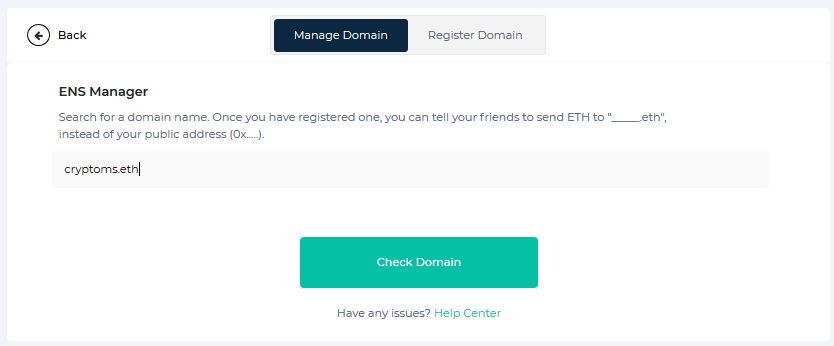 Back
Manage Domain
Register Domain
ENS Manager
Search for a domain name. Once you have registered one, you can tell your friends to send ETH to "_____.eth",
instead of your public address (0x.....).
cryptoms.eth
Check Domain
Have any issues? Help Center